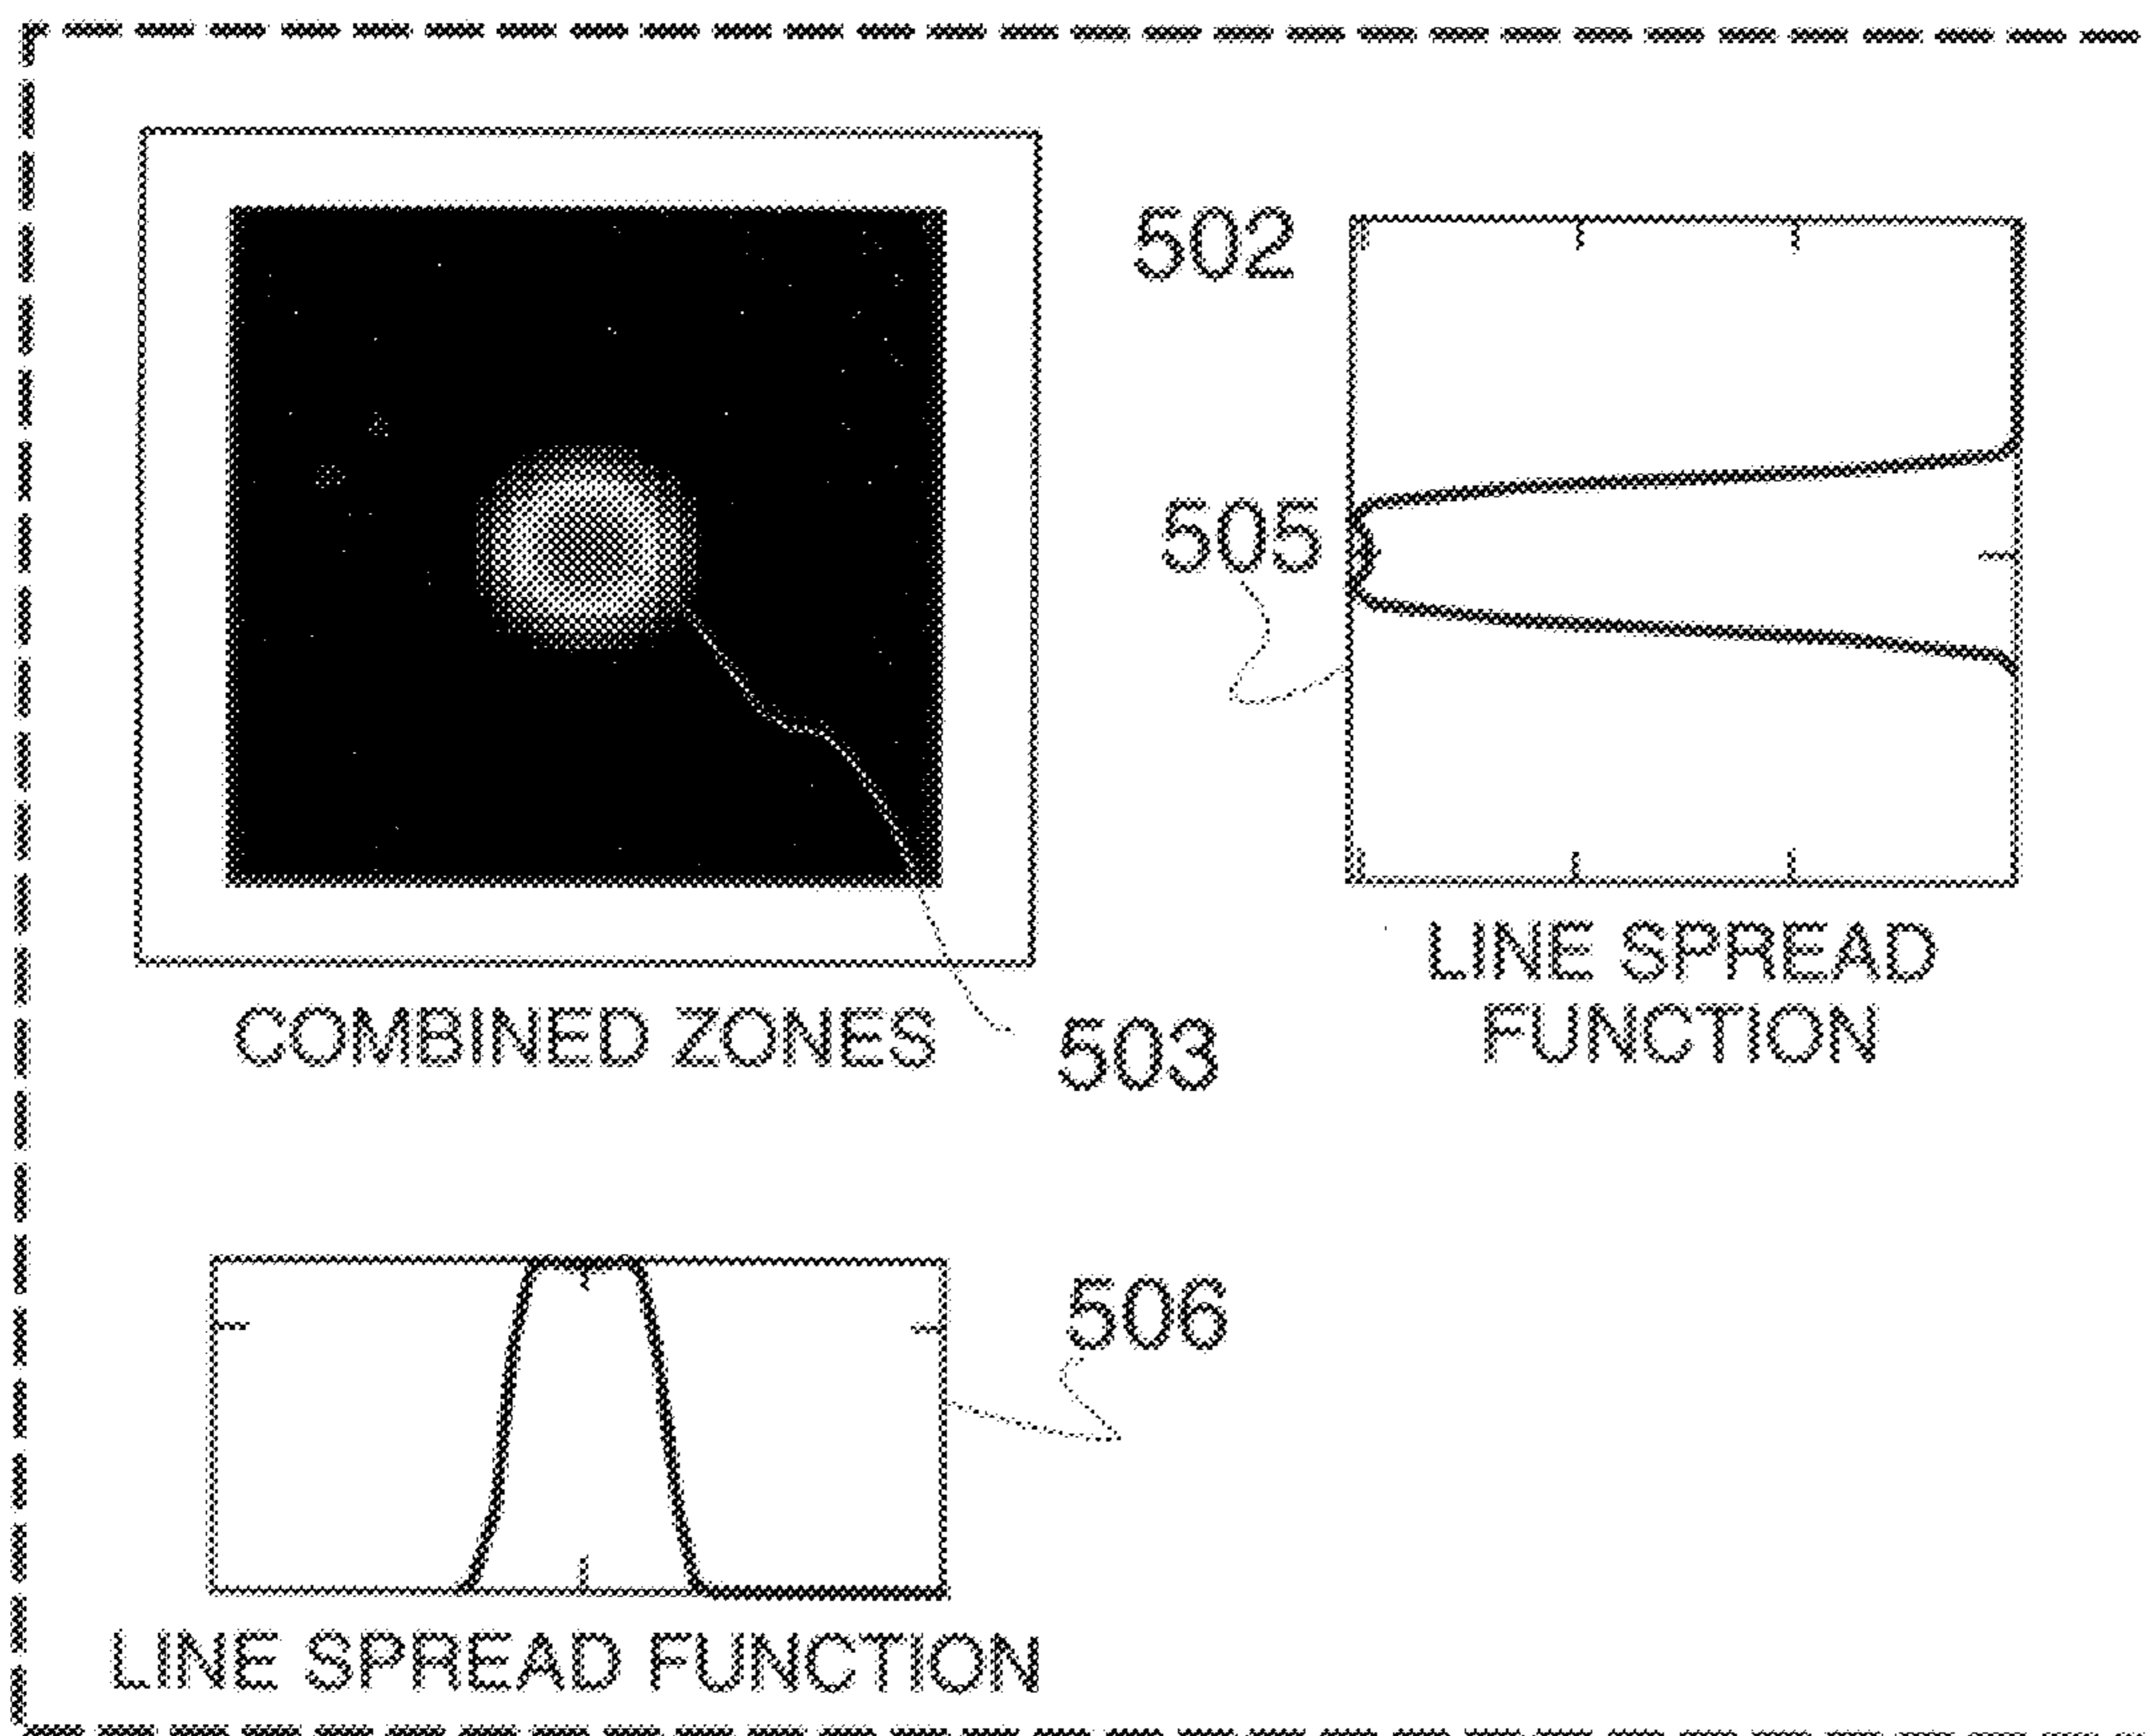 502
505
LINE SPREAD
FUNCTION
COMBINED ZONES
503
506
LINE SPREAD FUNCTION